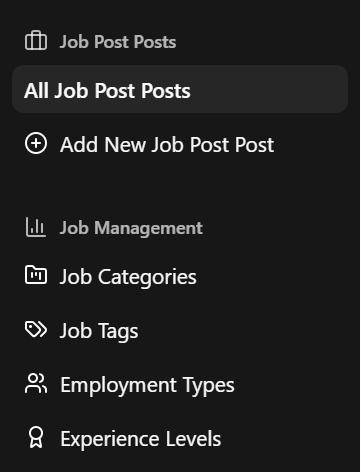 Job Post Posts
All Job Post Posts
Add New Job Post Post
Job Management
Job Categories
Job Tags
Employment Types
Experience Levels